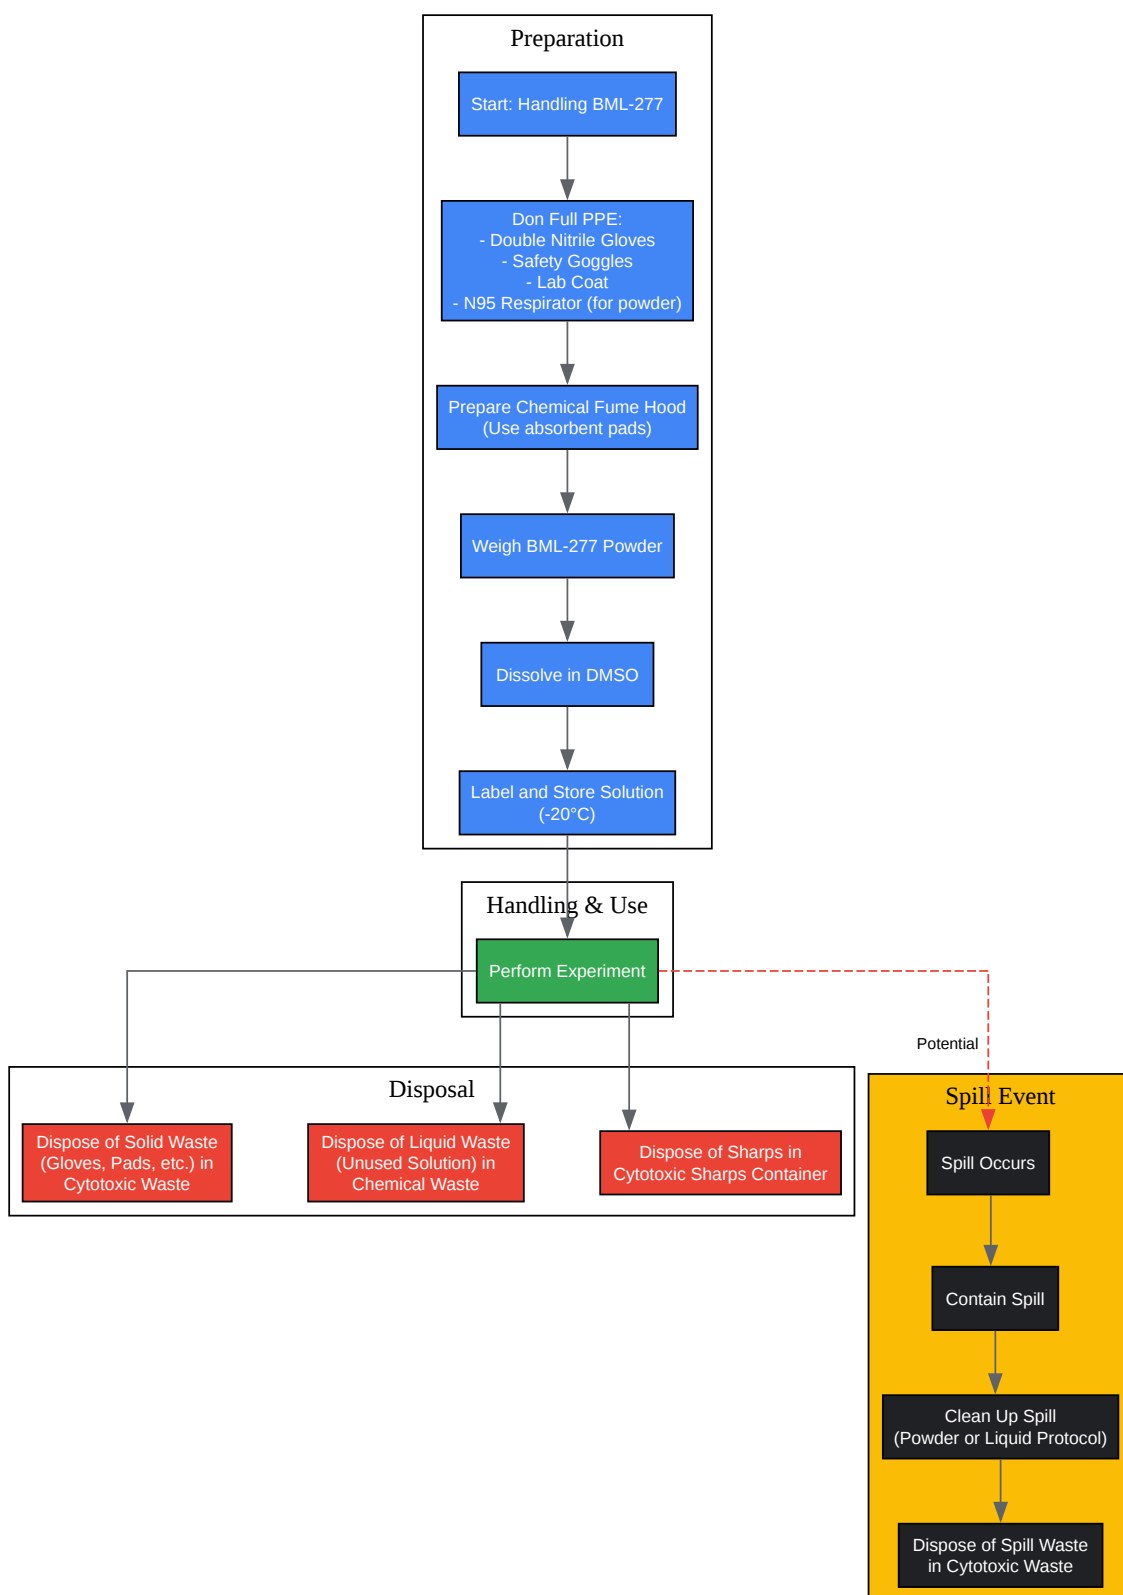 Preparation
Start: Handling BML-277
Don Full PPE:
- Double Nitrile Gloves
- Safety Goggles
- Lab Coat
- N95 Respirator (for powder)
Prepare Chemical Fume Hood
(Use absorbent pads)
Weigh BML-277 Powder
Dissolve in DMSO
Label and Store Solution
(-20°C)
Handling & Use
Perform Experiment
Potential
Disposal
Dispose of Solid Waste
(Gloves, Pads, etc.) in
Cytotoxic Waste
Dispose of Liquid Waste
(Unused Solution) in
Chemical Waste
Dispose of Sharps in
Cytotoxic Sharps Container
Spill Event
Spill Occurs
Contain Spill
Clean Up Spill
(Powder or Liquid Protocol)
Dispose of Spill Waste
in Cytotoxic Waste